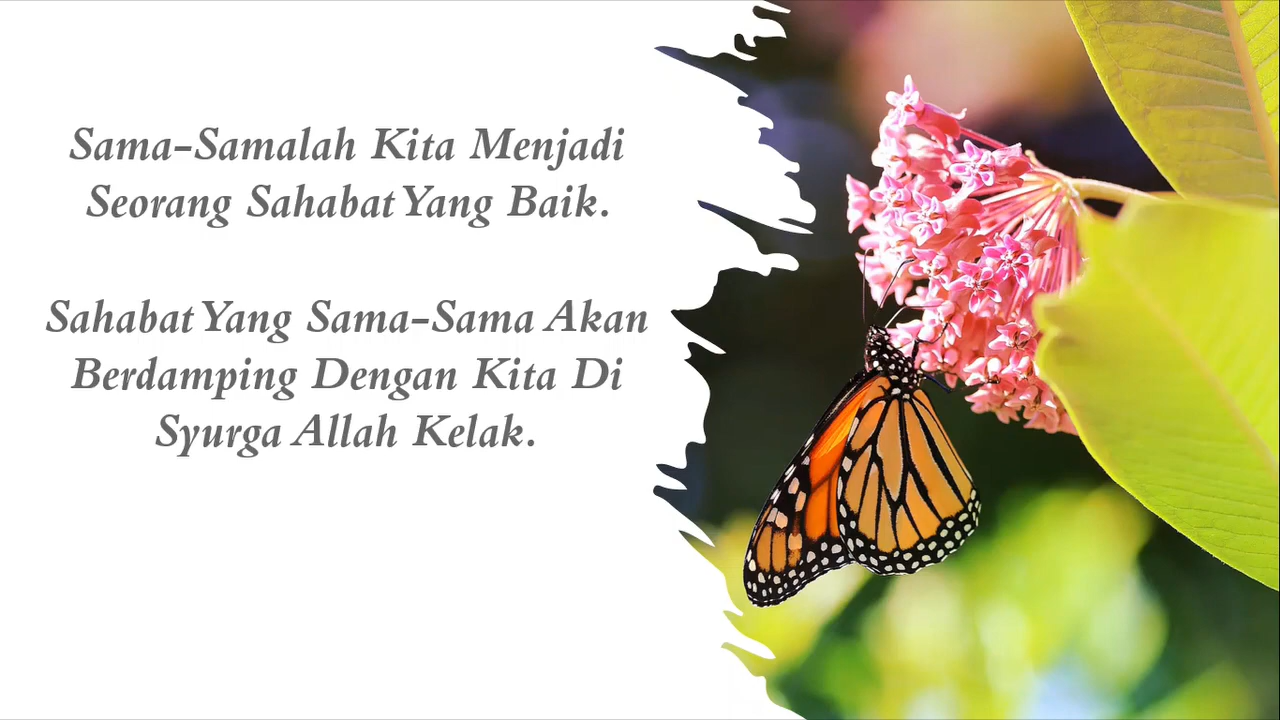 Sama-Samalah Kita Menjadi
Seorang Sahabat Yang Baik.
Sahabat Yang Sama-Sama Akan
Berdamping Dengan Kita Di
Syurga Allah Kelak.